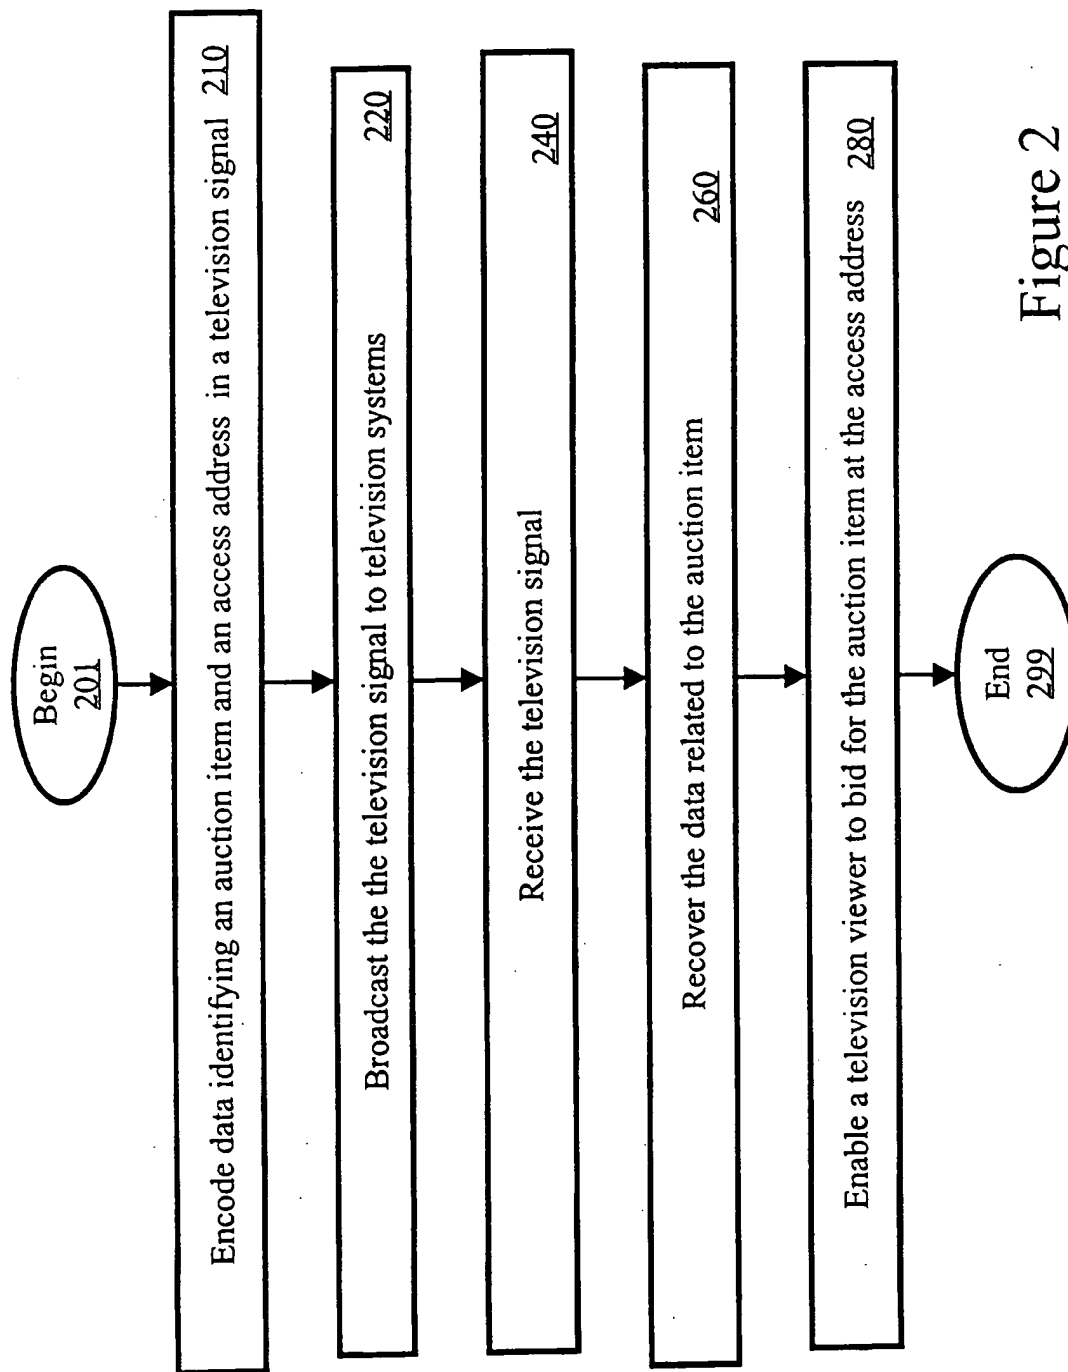 Begin
201
Encode data identifying an auction item and an access address in a television signal 210
Broadcast the the television signal to television systems 220
Receive the television signal 240
Recover the data related to the auction item 260
Enable a television viewer to bid for the auction item at the access address 280
End
299
Figure 2